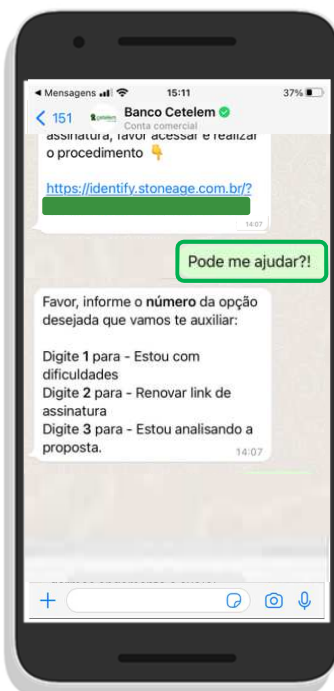 Mensagens 15:11 37%
151 Banco Cetelem
Conta comercial
assinatura, favor acessar e realizar
o procedimento 👇
https://identify.stoneage.com.br/?
14:07
Pode me ajudar?!
Favor, informe o número da opção
desejada que vamos te auxiliar:
Digite 1 para - Estou com
dificuldades
Digite 2 para - Renovar link de
assinatura
Digite 3 para - Estou analisando a
proposta.
14:07